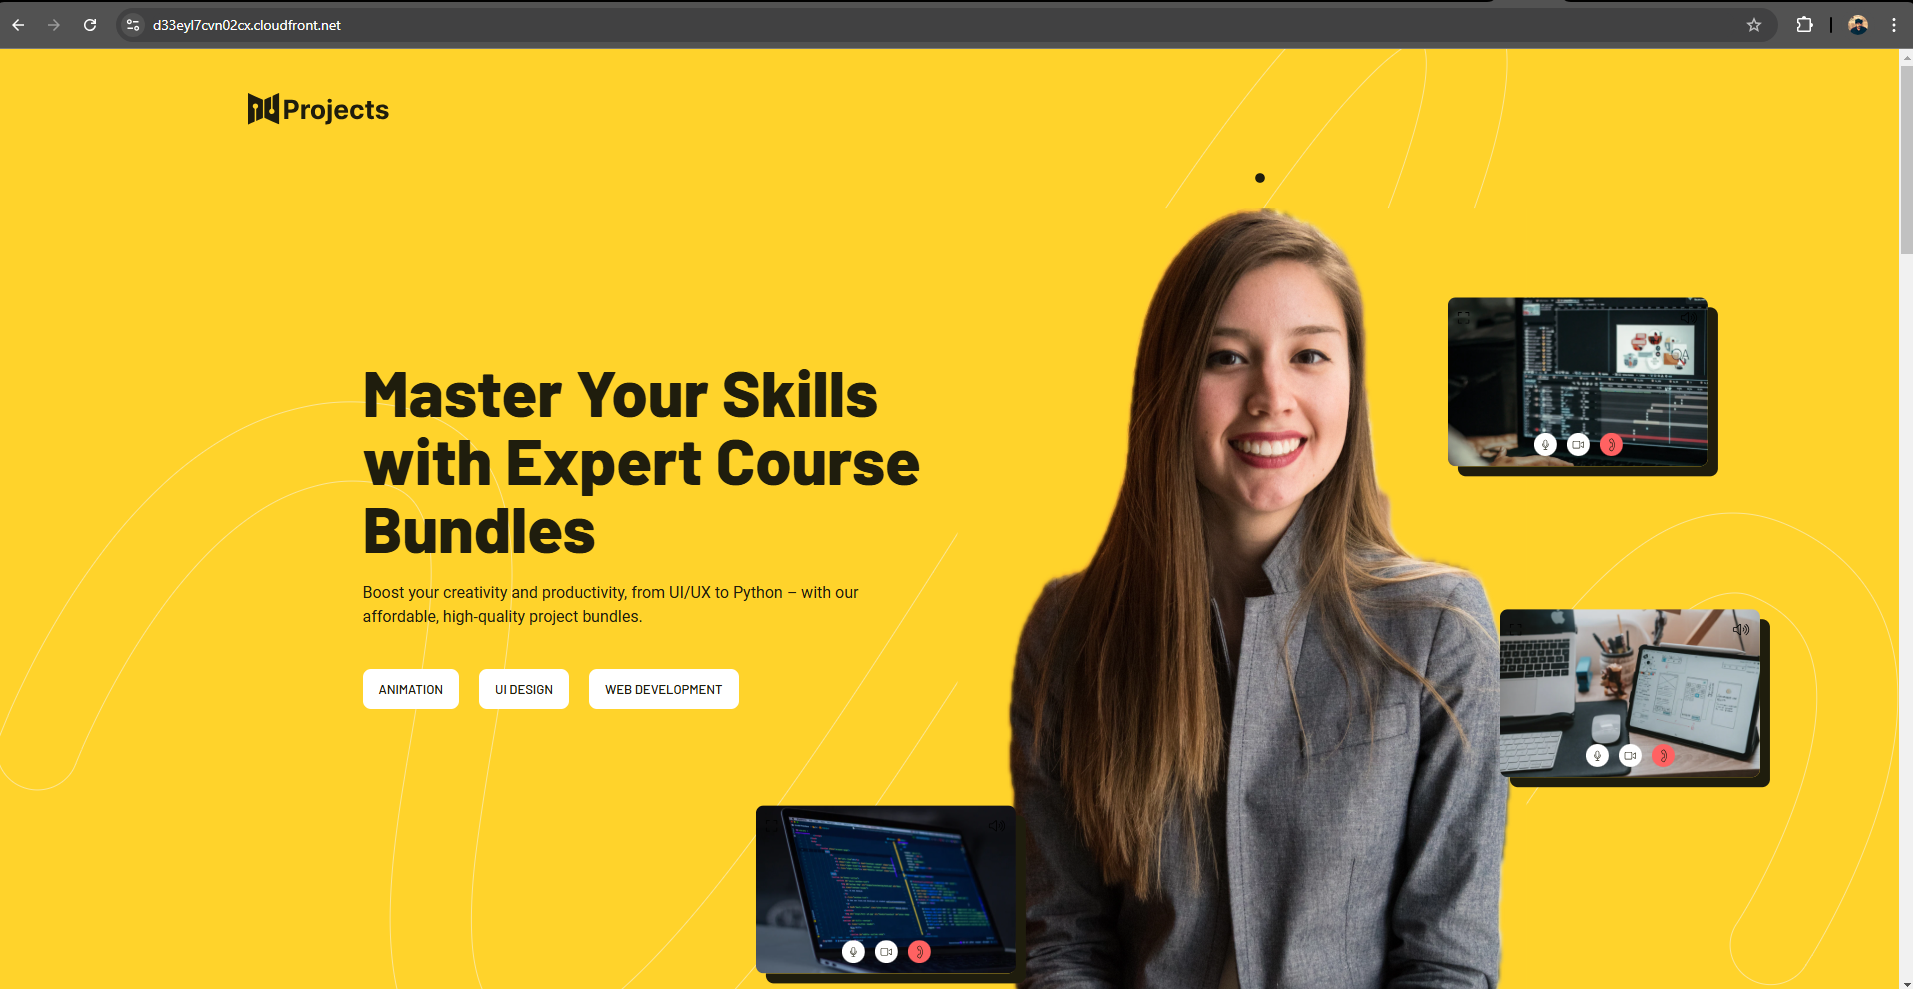 d33eyl7cvn02cx.cloudfront.net
Projects
Master Your Skills
with Expert Course
Bundles
Boost your creativity and productivity, from UI/UX to Python – with our
affordable, high-quality project bundles.
ANIMATION
UI DESIGN
WEB DEVELOPMENT